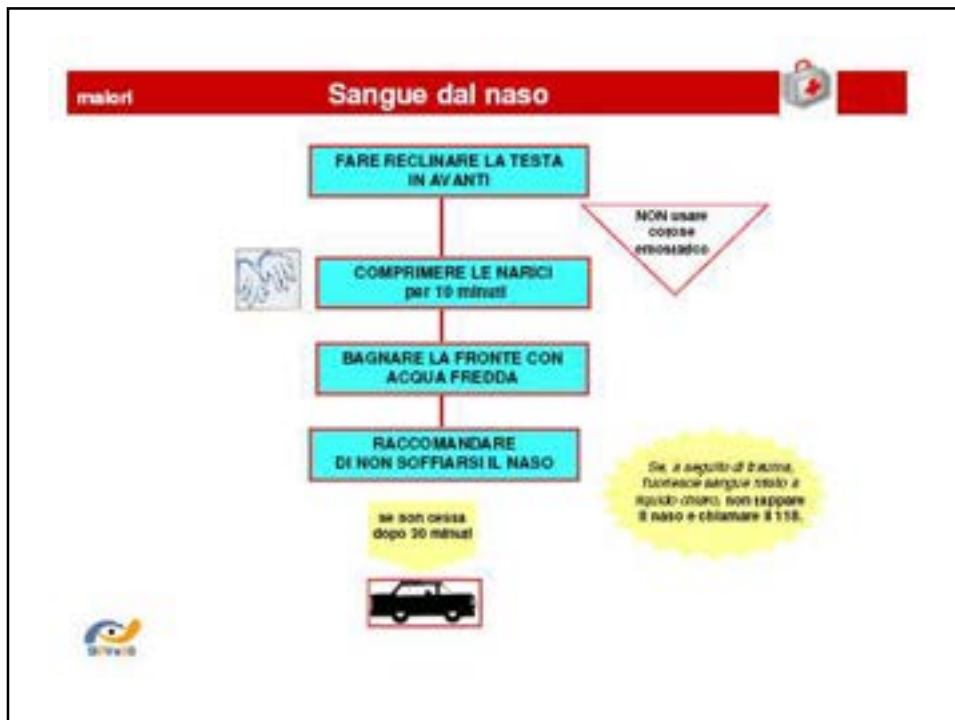 malori
Sangue dal naso
FARE RECLINARE LA TESTA
IN AVANTI
NON usare
cotone
emostatico
COMPRIMERE LE NARICI
per 10 minuti
BAGNARE LA FRONTE CON
ACQUA FREDDA
RACCOMANDARE
DI NON SOFFIARSI IL NASO
Se, a seguito di trauma,
fuoriesce sangue misto a
liquido chiaro, non tappare
il naso e chiamare il 118.
se non cessa
dopo 30 minuti